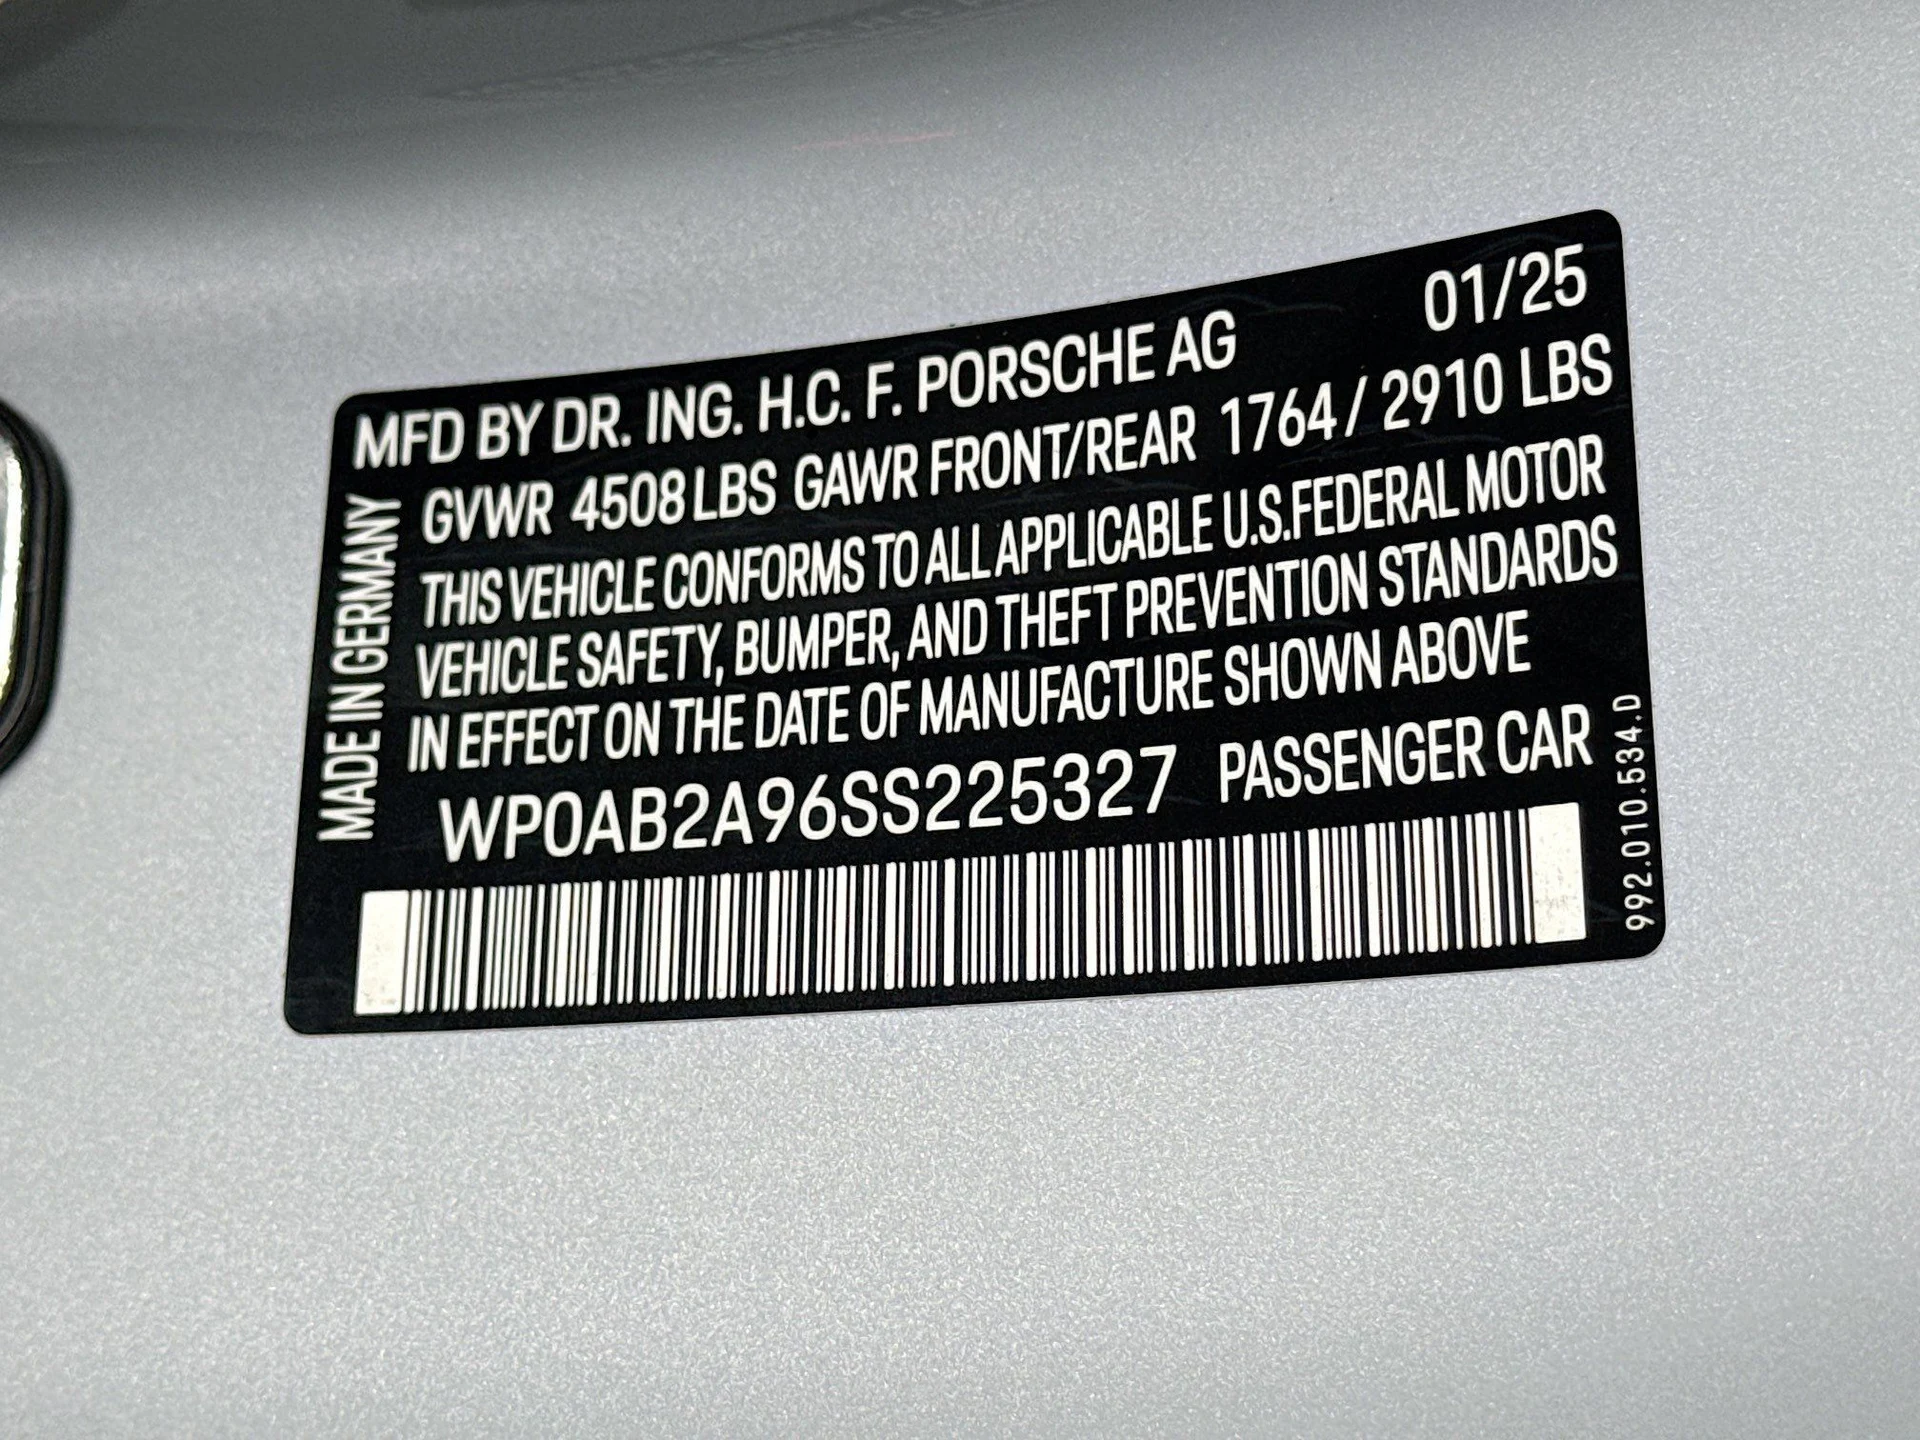 MFD BY DR. ING. H.C. F. PORSCHE AG 01/25
GVWR 4508 LBS GAWR FRONT/REAR 1764 / 2910 LBS
THIS VEHICLE CONFORMS TO ALL APPLICABLE U.S.FEDERAL MOTOR
VEHICLE SAFETY, BUMPER, AND THEFT PREVENTION STANDARDS
IN EFFECT ON THE DATE OF MANUFACTURE SHOWN ABOVE
WP0AB2A96SS225327 PASSENGER CAR
MADE IN GERMANY
992.010.534.D